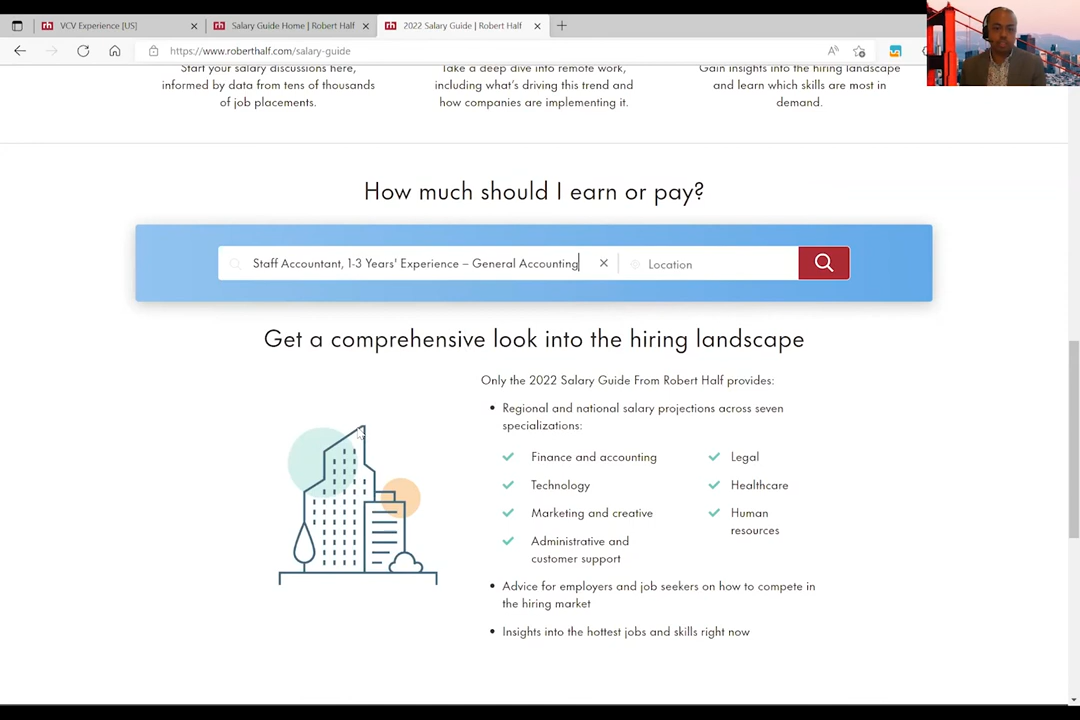 VCV Experience [US]
Salary Guide Home | Robert Half
2022 Salary Guide | Robert Half
https://www.roberthalf.com/salary-guide
Start your salary discussions here,
informed by data from tens of thousands
of job placements.
Take a deep dive into remote work,
including what's driving this trend and
how companies are implementing it.
Gain insights into the hiring landscape
and learn which skills are most in
demand.
How much should I earn or pay?
Staff Accountant, 1-3 Years' Experience – General Accounting
Location
Get a comprehensive look into the hiring landscape
Only the 2022 Salary Guide From Robert Half provides:
• Regional and national salary projections across seven
specializations:
Finance and accounting
Technology
Marketing and creative
Administrative and
customer support
Legal
Healthcare
Human
resources
• Advice for employers and job seekers on how to compete in
the hiring market
• Insights into the hottest jobs and skills right now